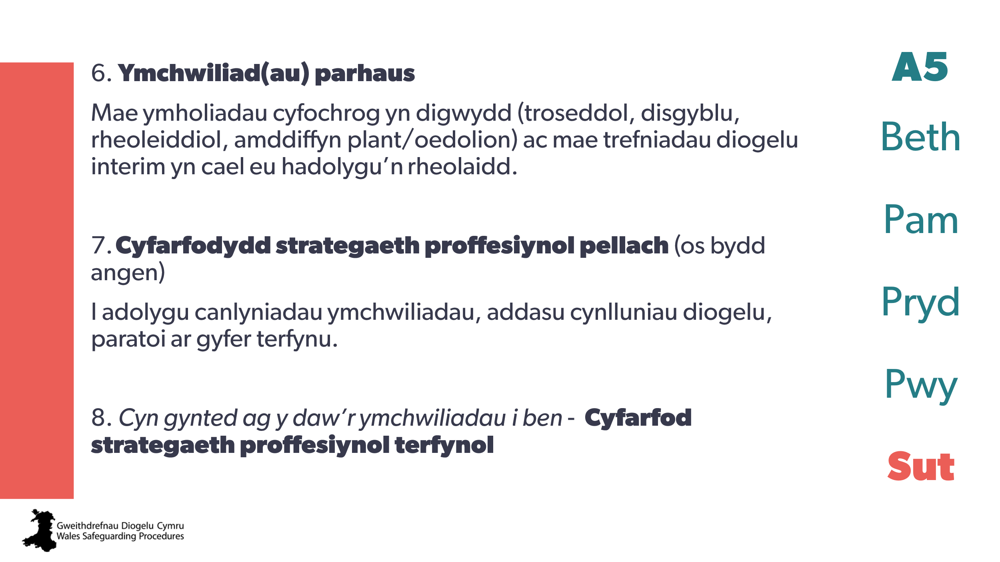 6. Ymchwiliad(au) parhaus
Mae ymholiadau cyfochrog yn digwydd (troseddol, disgyblu,
rheoleiddiol, amddiffyn plant/oedolion) ac mae trefniadau diogelu
interim yn cael eu hadolygu’n rheolaidd.
7. Cyfarfodydd strategaeth proffesiynol pellach (os bydd
angen)
I adolygu canlyniadau ymchwiliadau, addasu cynlluniau diogelu,
paratoi ar gyfer terfynu.
8. Cyn gynted ag y daw’r ymchwiliadau i ben - Cyfarfod
strategaeth proffesiynol terfynol
A5
Beth
Pam
Pryd
Pwy
Sut
Gweithdrefnau Diogelu Cymru
Wales Safeguarding Procedures